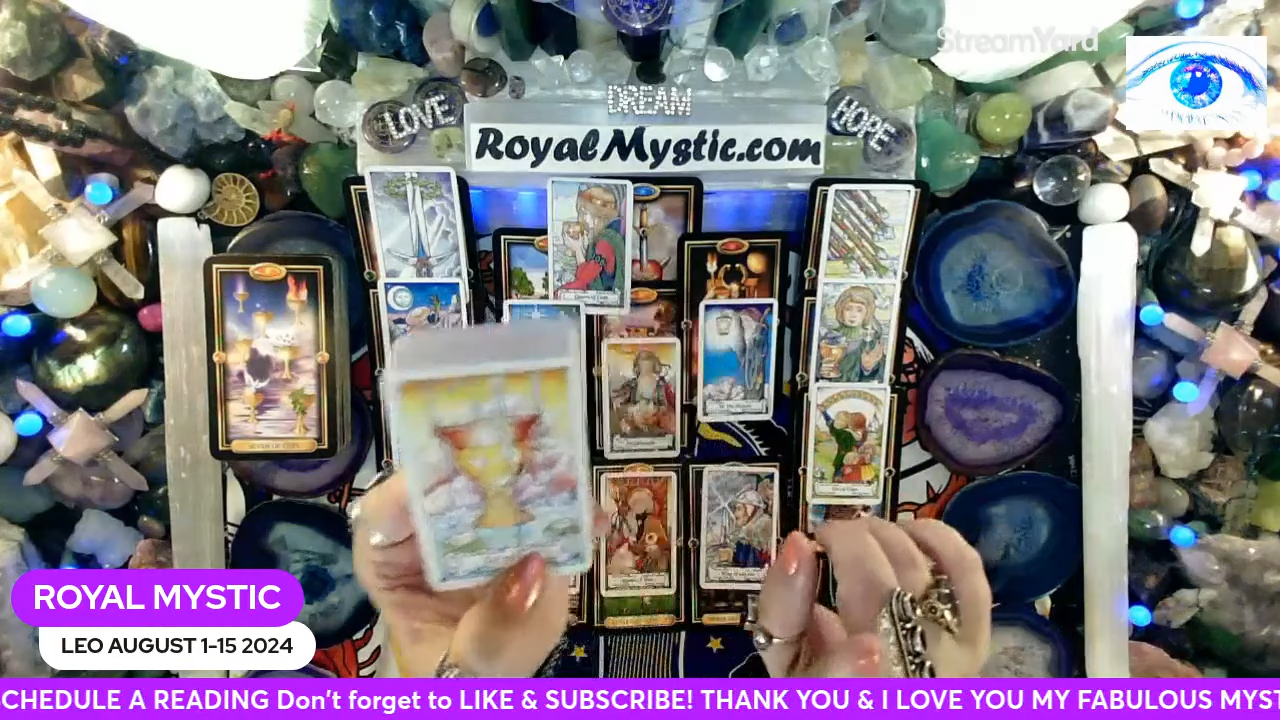 StreamYard
LOVE
DREAM
HOPE
RoyalMystic.com
ROYAL MYSTIC
LEO AUGUST 1-15 2024
CHEDULE A READING Don't forget to LIKE & SUBSCRIBE! THANK YOU & I LOVE YOU MY FABULOUS MYST